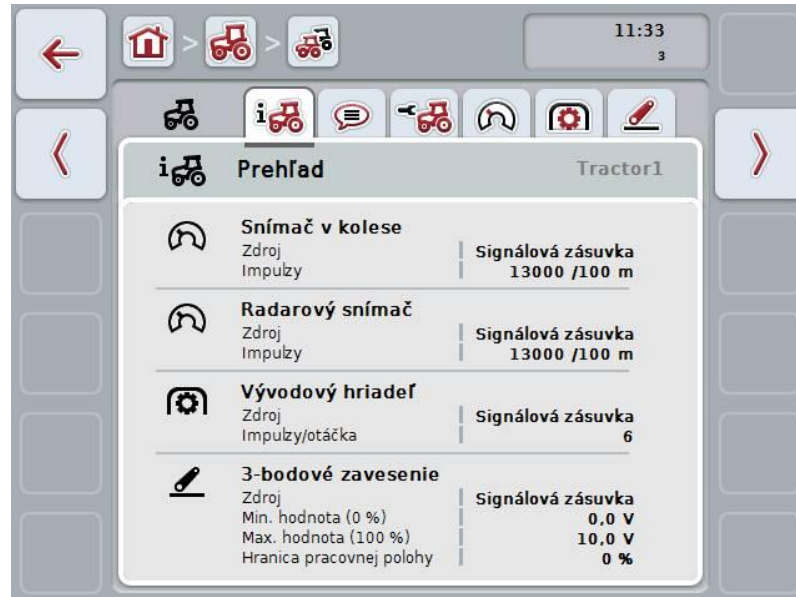 11:33
3
Prehľad Tractor1
Snímač v kolese
Zdroj Signálová zásuvka
Impulzy 13000 /100 m
Radarový snímač
Zdroj Signálová zásuvka
Impulzy 13000 /100 m
Vývodový hriadeľ
Zdroj Signálová zásuvka
Impulzy/otáčka 6
3-bodové zavesenie
Zdroj Signálová zásuvka
Min. hodnota (0 %) 0,0 V
Max. hodnota (100 %) 10,0 V
Hranica pracovnej polohy 0 %